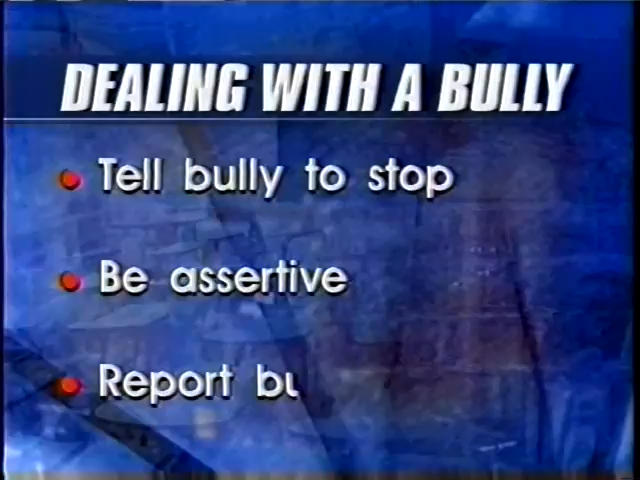 DEALING WITH A BULLY
Tell bully to stop
Be assertive
Report bu